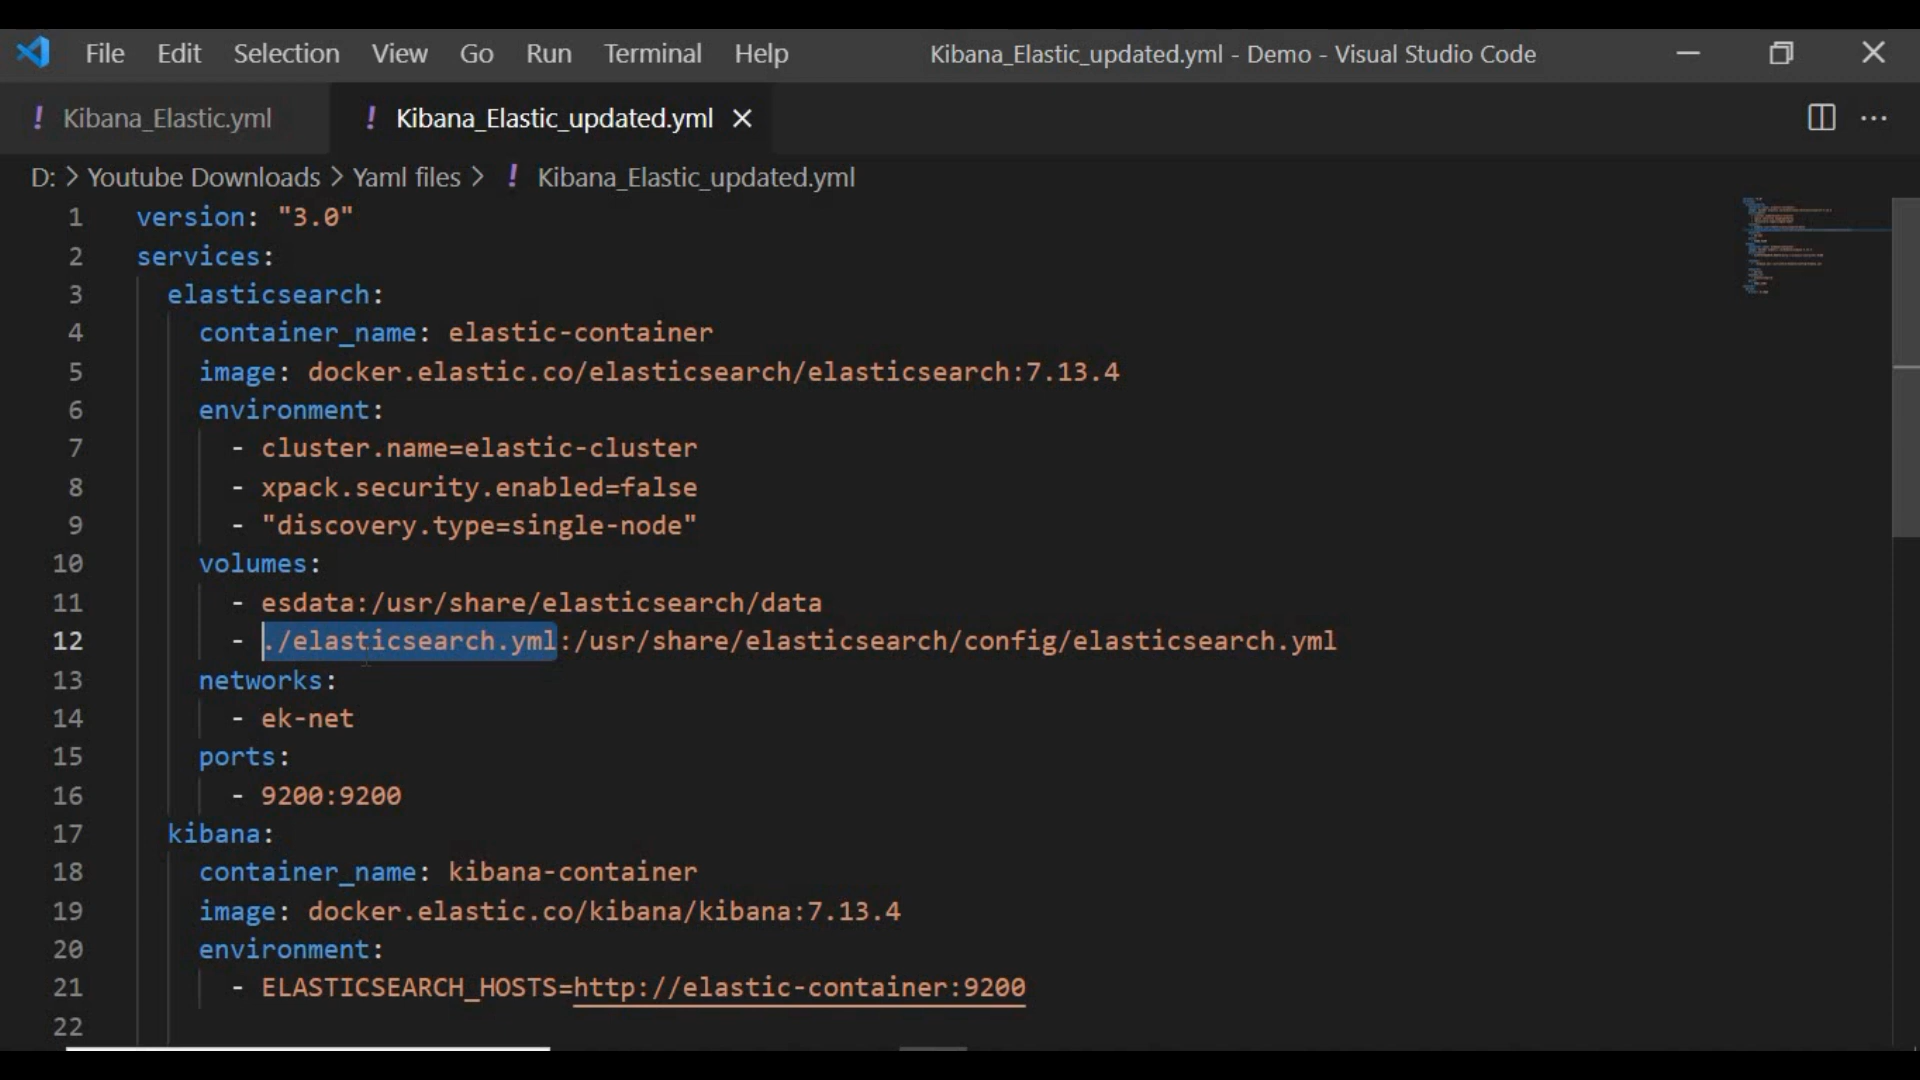 File Edit Selection View Go Run Terminal Help Kibana_Elastic_updated.yml - Demo - Visual Studio Code
! Kibana_Elastic.yml ! Kibana_Elastic_updated.yml
D: > Youtube Downloads > Yaml files > ! Kibana_Elastic_updated.yml
1 version: "3.0"
2 services:
3 elasticsearch:
4 container_name: elastic-container
5 image: docker.elastic.co/elasticsearch/elasticsearch:7.13.4
6 environment:
7 - cluster.name=elastic-cluster
8 - xpack.security.enabled=false
9 - "discovery.type=single-node"
10 volumes:
11 - esdata:/usr/share/elasticsearch/data
12 - ./elasticsearch.yml:/usr/share/elasticsearch/config/elasticsearch.yml
13 networks:
14 - ek-net
15 ports:
16 - 9200:9200
17 kibana:
18 container_name: kibana-container
19 image: docker.elastic.co/kibana/kibana:7.13.4
20 environment:
21 - ELASTICSEARCH_HOSTS=http://elastic-container:9200
22